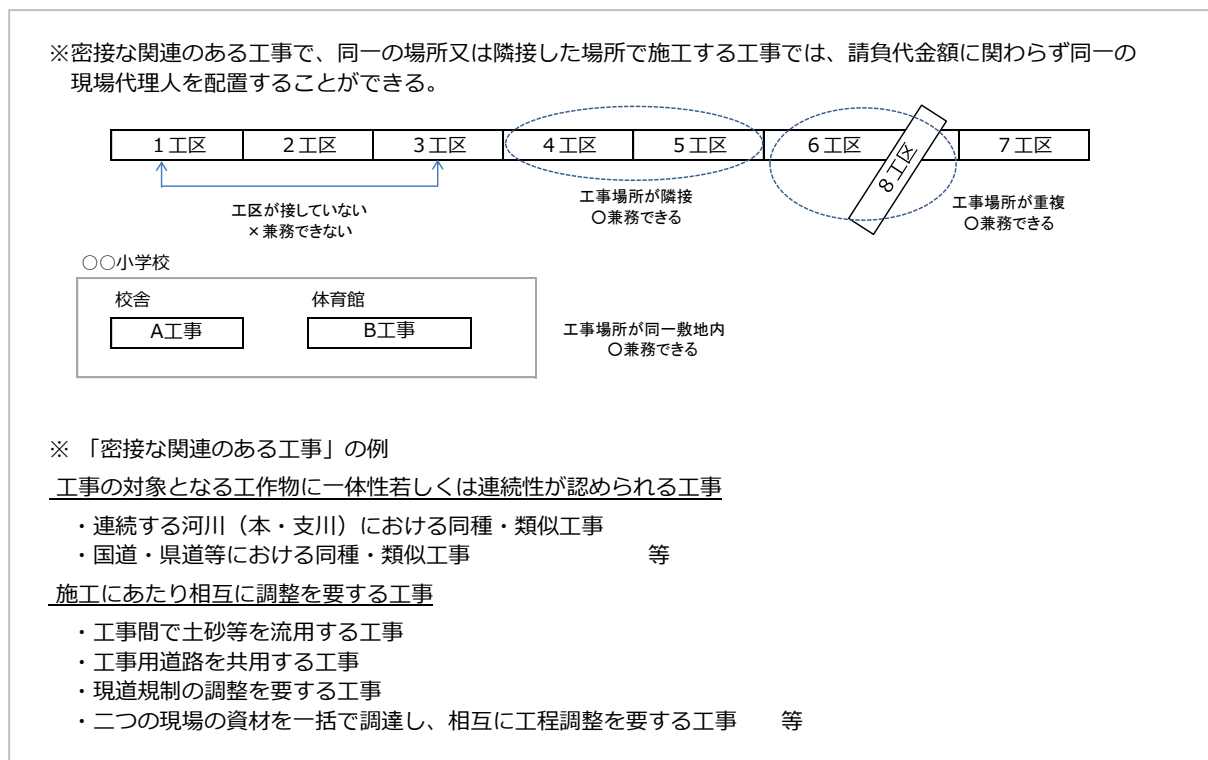 ※密接な関連のある工事で、同一の場所又は隣接した場所で施工する工事では、請負代金額に関わらず同一の
現場代理人を配置することができる。
1工区
2工区
3工区
4工区
5工区
6工区
8工区
7工区
工区が接していない
×兼務できない
工事場所が隣接
〇兼務できる
工事場所が重複
〇兼務できる
○○小学校
校舎
体育館
A工事
B工事
工事場所が同一敷地内
〇兼務できる
※ 「密接な関連のある工事」の例
工事の対象となる工作物に一体性若しくは連続性が認められる工事
・連続する河川（本・支川）における同種・類似工事
・国道・県道等における同種・類似工事 等
施工にあたり相互に調整を要する工事
・工事間で土砂等を流用する工事
・工事用道路を共用する工事
・現道規制の調整を要する工事
・二つの現場の資材を一括で調達し、相互に工程調整を要する工事 等